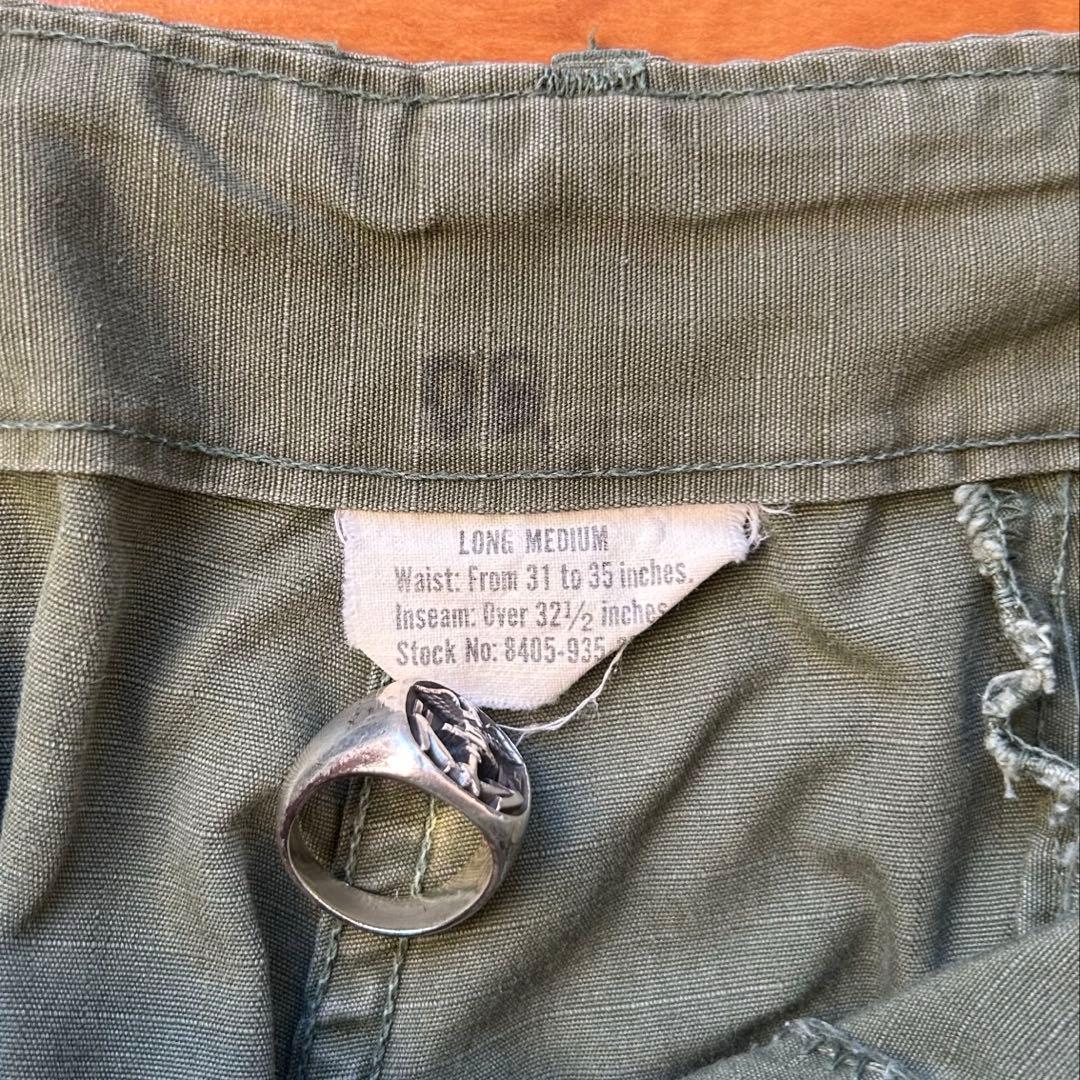 LONG MEDIUM
Waist: From 31 to 35 inches.
Inseam: Over 32½ inches
Stock No: 8405-935